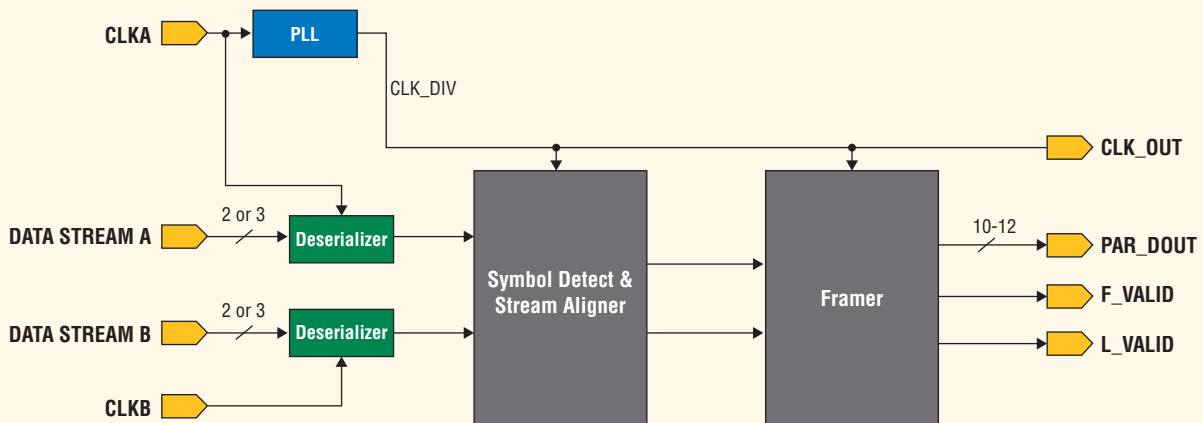 CLKA
PLL
CLK_DIV
CLK_OUT
DATA STREAM A
2 or 3
Deserializer
10-12
PAR_DOUT
Symbol Detect &
Stream Aligner
Framer
F_VALID
DATA STREAM B
2 or 3
Deserializer
L_VALID
CLKB